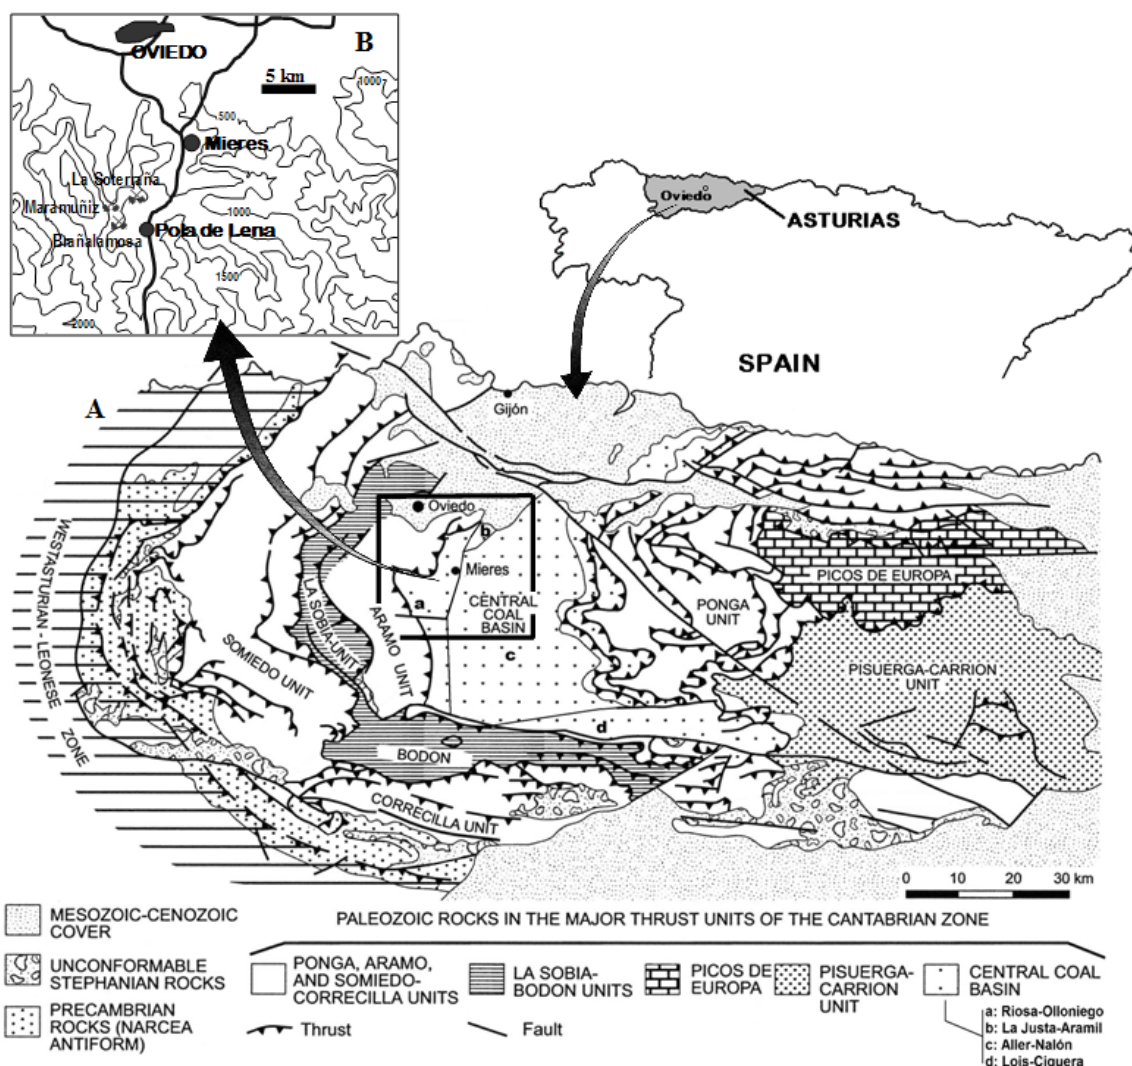 OVIEDO
B
5 km
1000
500
Mieres
La Soterraña
Maramuñiz
1000
Pola de Lena
Brañalamosa
1500
2000
Oviedo
ASTURIAS
SPAIN
A
Gijón
Oviedo
b
Mieres
a
CENTRAL
COAL
BASIN
c
d
WESTASTURIAN - LEONESE
ZONE
SOMIEDO UNIT
LA SOBIA-UNIT
ARAMO UNIT
PONGA
UNIT
PICOS DE EUROPA
PISUERGA-CARRION
UNIT
BODON
CORRECILLA UNIT
0 10 20 30 km
MESOZOIC-CENOZOIC
COVER
UNCONFORMABLE
STEPHANIAN ROCKS
PRECAMBRIAN
ROCKS (NARCEA
ANTIFORM)
PALEOZOIC ROCKS IN THE MAJOR THRUST UNITS OF THE CANTABRIAN ZONE
PONGA, ARAMO,
AND SOMIEDO-
CORRECILLA UNITS
LA SOBIA-
BODON UNITS
PICOS DE
EUROPA
PISUERGA-
CARRION
UNIT
CENTRAL COAL
BASIN
Thrust
Fault
a: Riosa-Olloniego
b: La Justa-Aramil
c: Aller-Nalón
d: Lois-Ciguera